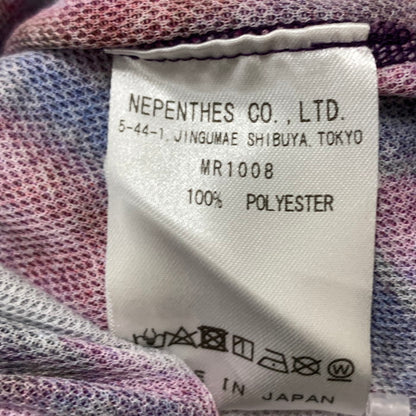 NEPENTHES CO., LTD.
5-44-1, JINGUMAE SHIBUYA, TOKYO
MR1008
100% POLYESTER
E IN JAPAN